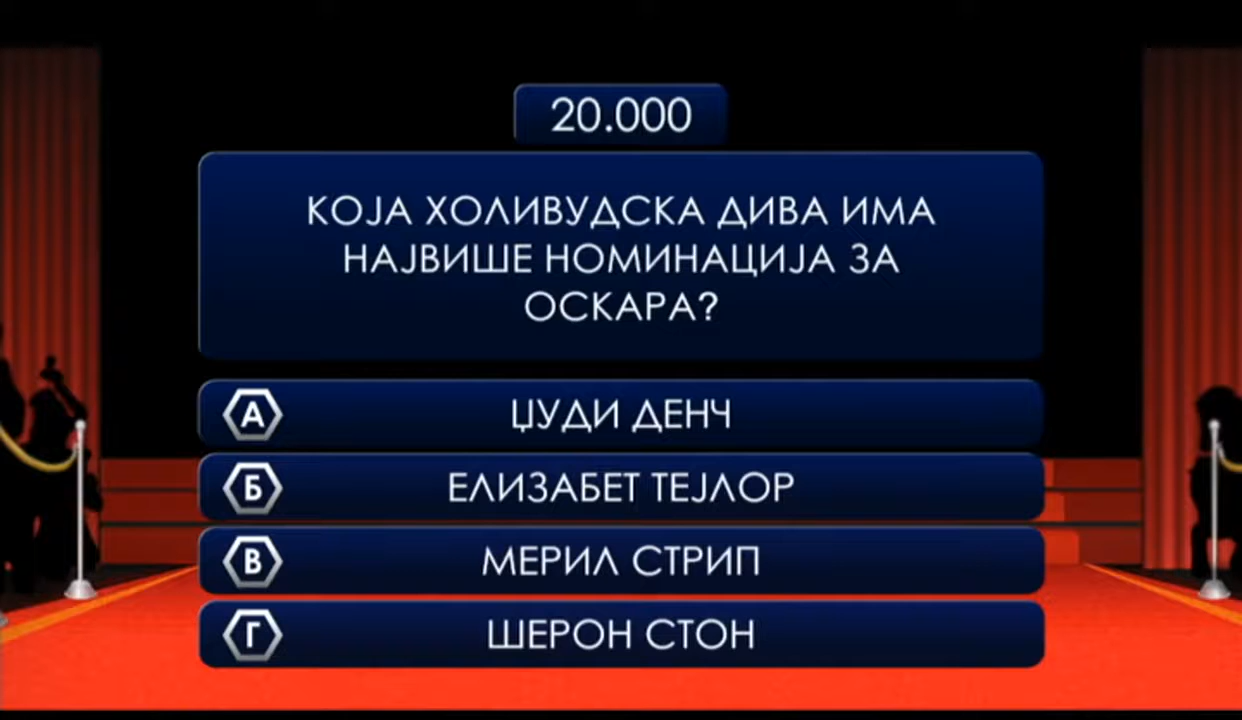 20.000
КОЈА ХОЛИВУДСКА ДИВА ИМА
НАЈВИШЕ НОМИНАЦИЈА ЗА
ОСКАРА?
А ЏУДИ ДЕНЧ
Б ЕЛИЗАБЕТ ТЕЈЛОР
В МЕРИЛ СТРИП
Г ШЕРОН СТОН